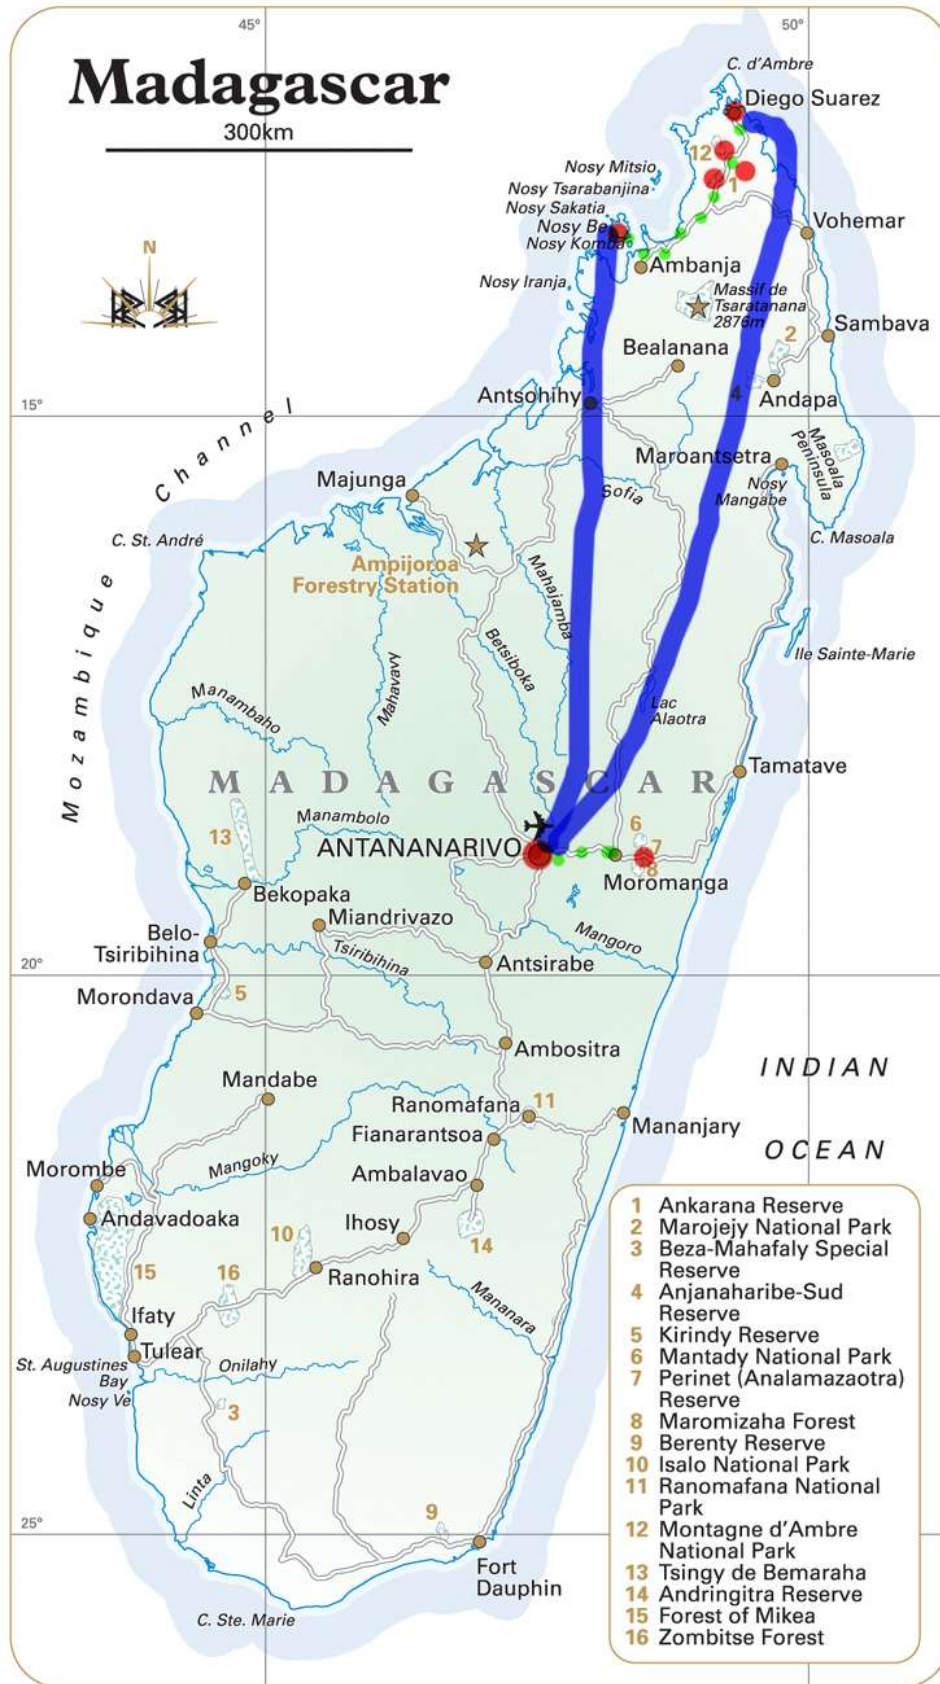 45°
50°
Madagascar
300km
N
C. d'Ambre
Diego Suarez
12
Nosy Mitsio
1
Nosy Tsarabanjina
Nosy Sakatia
Nosy Be
Nosy Komba
Vohemar
Ambanja
Nosy Iranja
Massif de
Tsaratanana
2876m
Sambava
2
Bealanana
Antsohihy
4
Andapa
15°
Mozambique Channel
Maroantsetra
Masoala
Peninsula
Majunga
Nosy
Mangabe
Sofia
C. St. André
C. Masoala
Ampijoroa
Forestry Station
Mahajamba
Betsiboka
Mahavavy
Ile Sainte-Marie
Manambaho
Lac
Alaotra
MADAGASCAR
Tamatave
13
Manambolo
6
ANTANANARIVO
7
8
Moromanga
Bekopaka
Miandrivazo
Belo-
Tsiribihina
Tsiribihina
Mangoro
Antsirabe
20°
5
Morondava
Ambositra
INDIAN
OCEAN
Mandabe
Ranomafana
11
Mananjary
Fianarantsoa
Mangoky
Morombe
Ambalavao
Andavadoaka
Ihosy
10
14
15
16
Ranohira
Mananara
Ifaty
Tulear
St. Augustines
Bay
Onilahy
Nosy Ve
3
Linta
9
25°
Fort
Dauphin
C. Ste. Marie
1 Ankarana Reserve
2 Marojejy National Park
3 Beza-Mahafaly Special
Reserve
4 Anjanaharibe-Sud
Reserve
5 Kirindy Reserve
6 Mantady National Park
7 Perinet (Analamazaotra)
Reserve
8 Maromizaha Forest
9 Berenty Reserve
10 Isalo National Park
11 Ranomafana National
Park
12 Montagne d'Ambre
National Park
13 Tsingy de Bemaraha
14 Andringitra Reserve
15 Forest of Mikea
16 Zombitse Forest